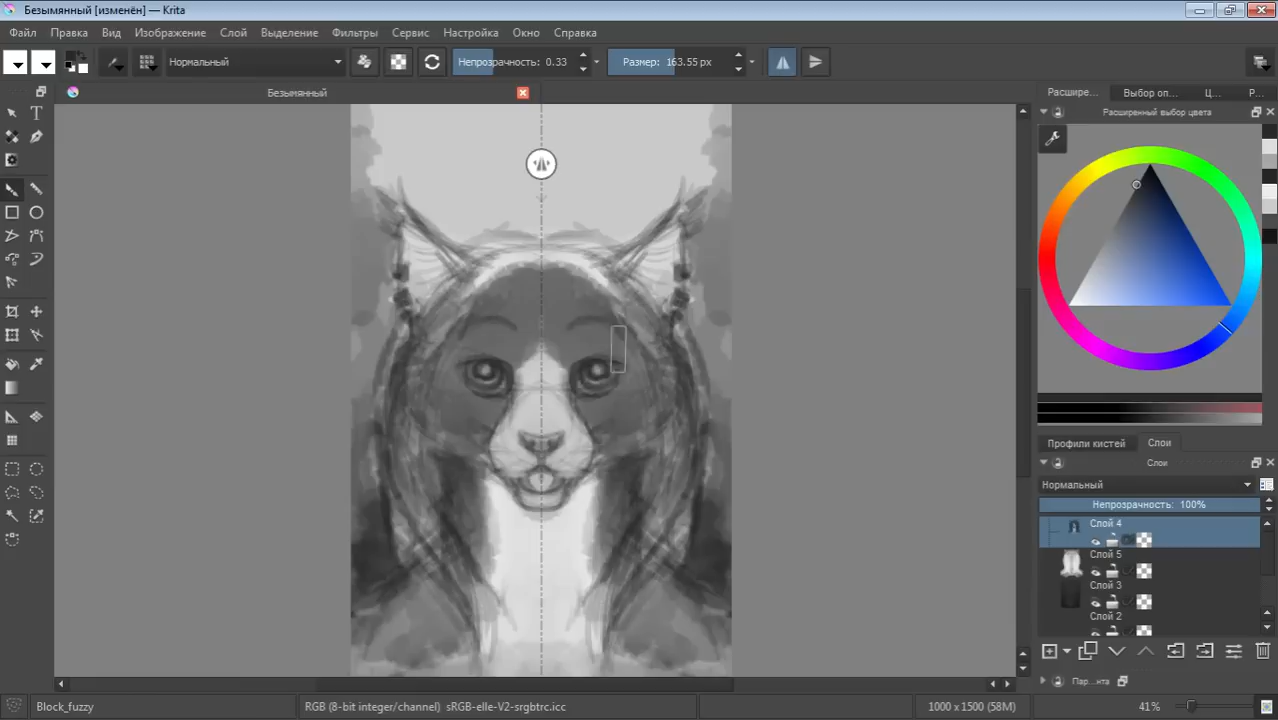 Безымянный [изменён] — Krita
Файл Правка Вид Изображение Слой Выделение Фильтры Сервис Настройка Окно Справка
Нормальный Непрозрачность: 0.33 Размер: 163.55 px
Безымянный
Расшире... Выбор оп... Ц... Р...
Расширенный выбор цвета
Профили кистей Слои
Слои
Нормальный
Непрозрачность: 100%
Слой 4
Слой 5
Слой 3
Слой 2
Пар...нта
Block_fuzzy RGB (8-bit integer/channel) sRGB-elle-V2-srgbtrc.icc 1000 x 1500 (58M) 41%